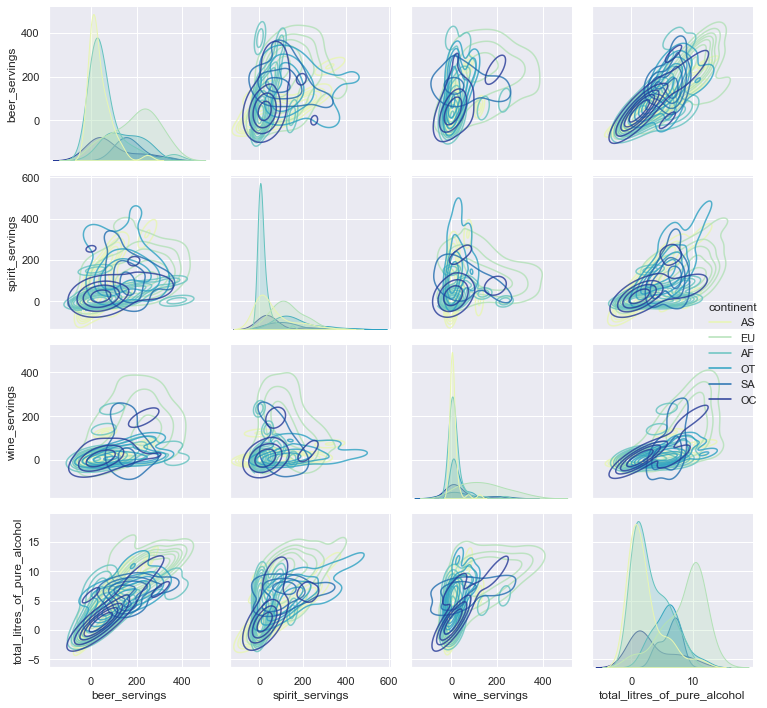 beer_servings
400
200
0
spirit_servings
600
400
200
0
continent
AS
EU
AF
OT
SA
OC
wine_servings
400
200
0
total_litres_of_pure_alcohol
15
10
5
0
−5
0 200 400
0 200 400 600
0 200 400
0 10
beer_servings
spirit_servings
wine_servings
total_litres_of_pure_alcohol